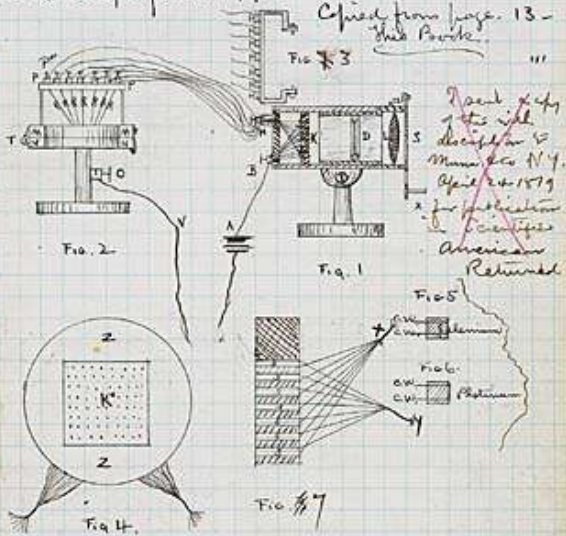 Copied from page. 13 -
this Book.
FIG 3
"'
P
P
T
O
V
FIG. 2
H
B
K
D
D
S
x
A
FIG. 1
I sent copy
of this with
description to
Munn & co NY.
April 24 1879
for publication
in Scientific
American
Returned
FIG 5
c.w.
c.w.
Selenium
X
FIG 6.
c.w.
c.w.
Platinum
Y
Z
K
Z
FIG 4.
FIG. 7